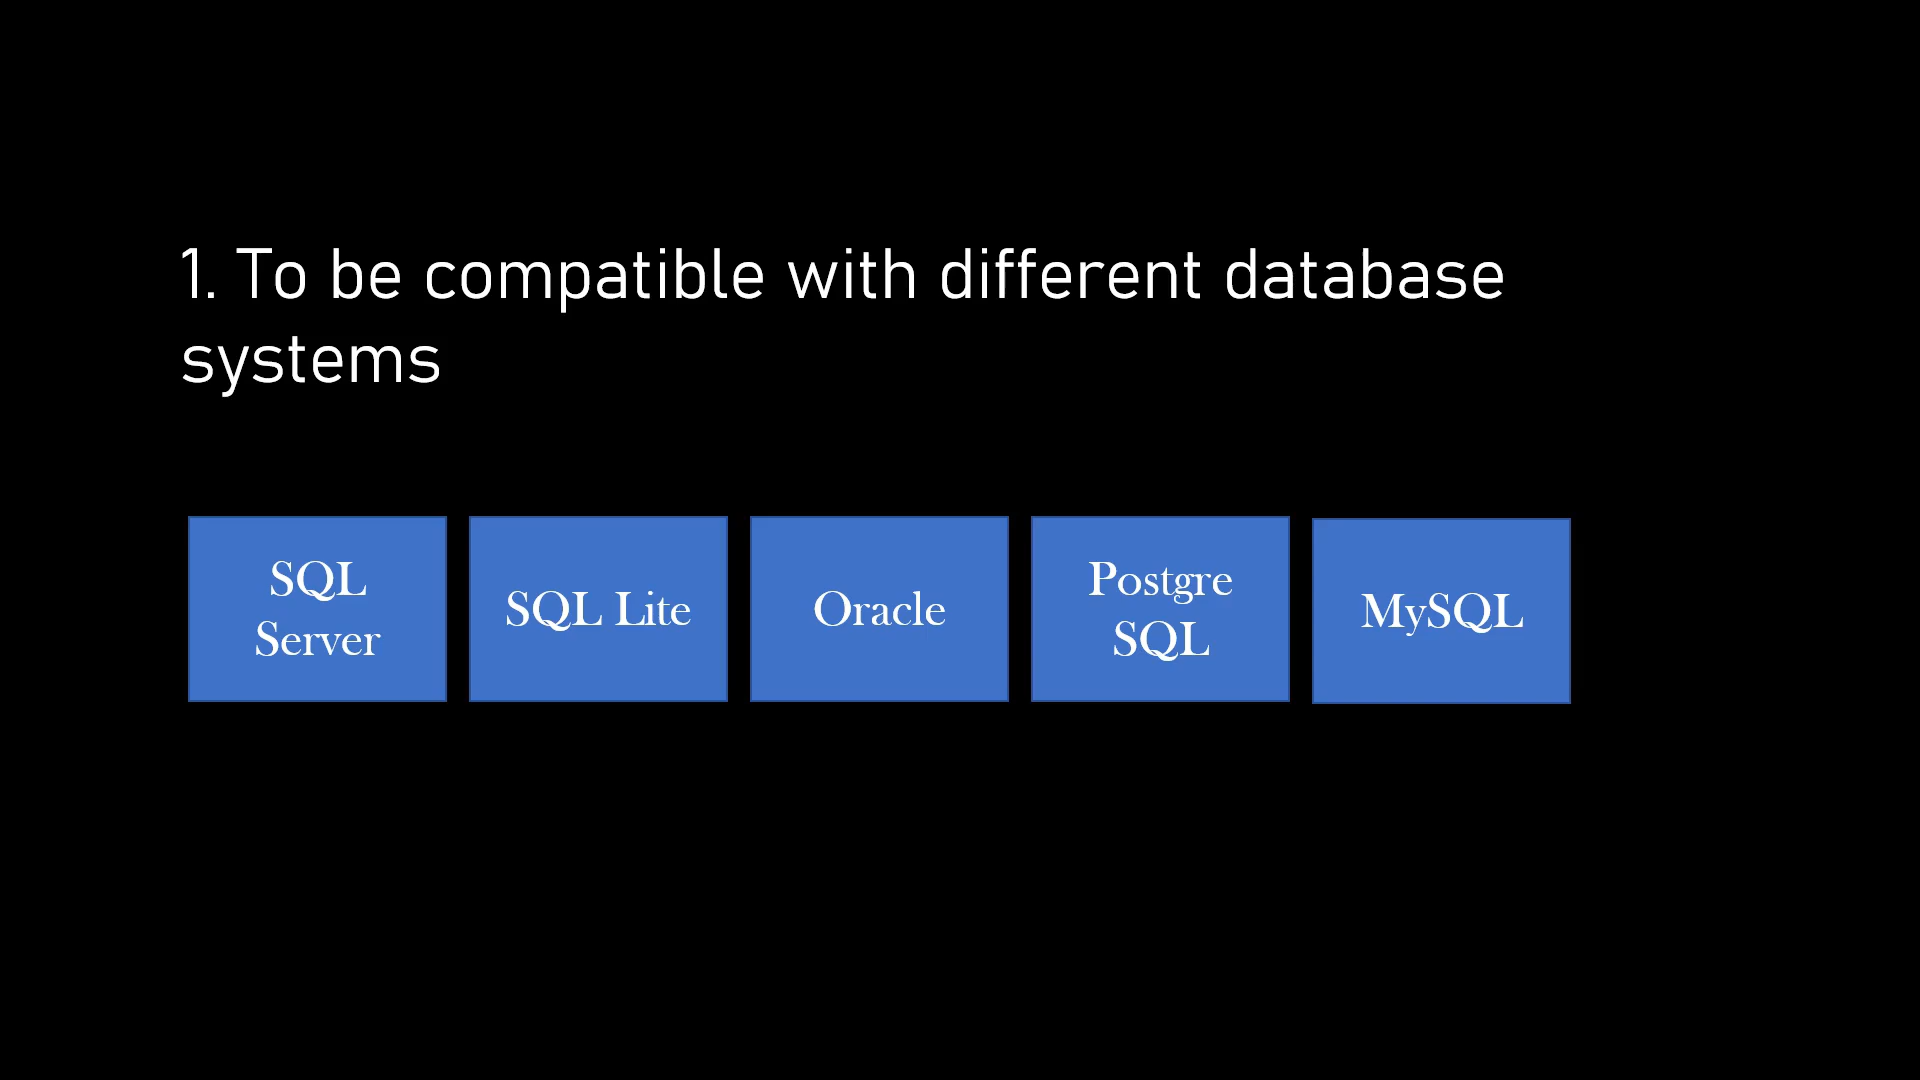 1. To be compatible with different database
systems
SQL
Server
SQL Lite
Oracle
Postgre
SQL
MySQL